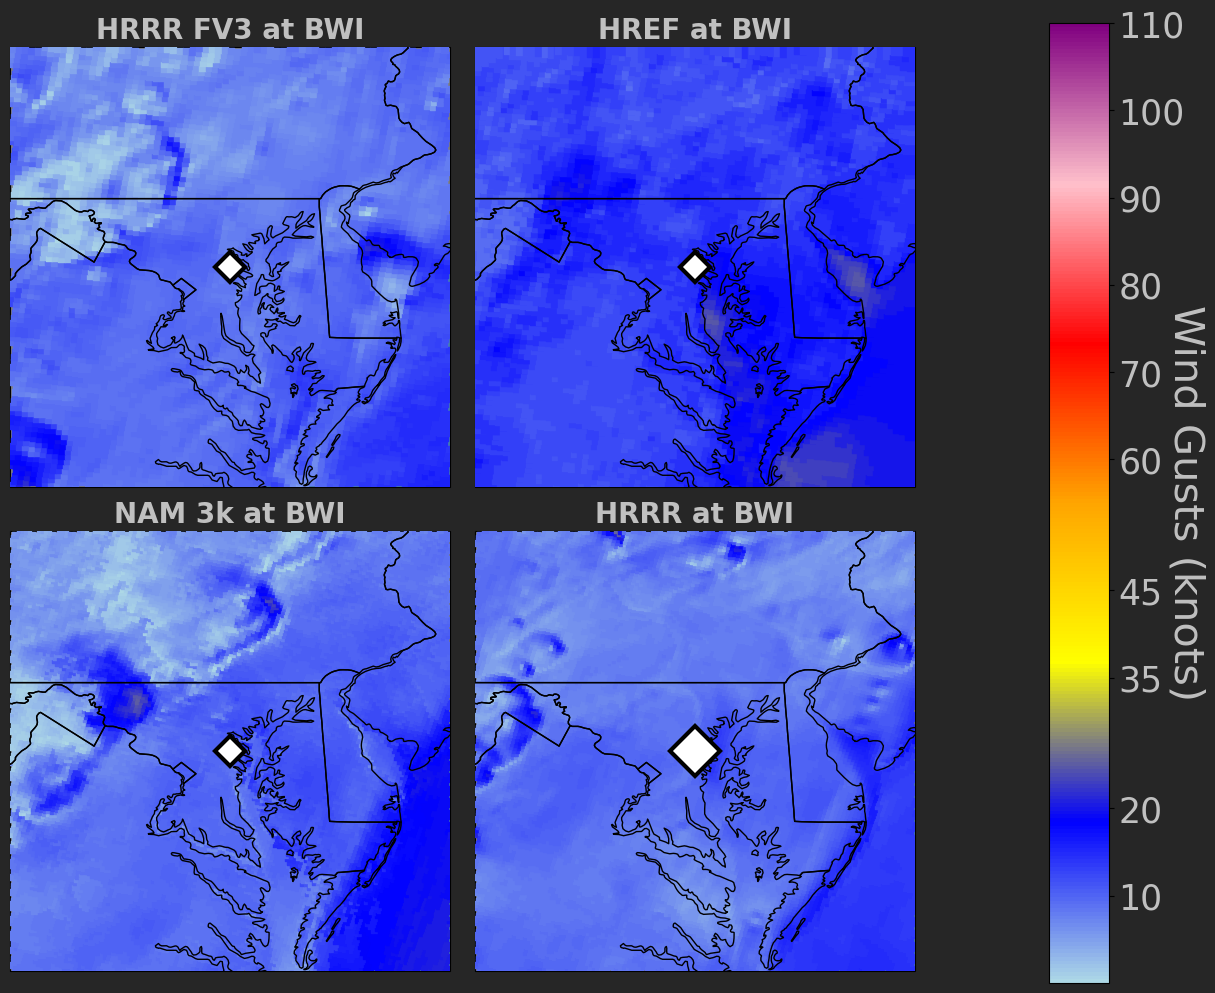 HRRR FV3 at BWI
HREF at BWI
NAM 3k at BWI
HRRR at BWI
110
100
90
80
70
60
45
35
20
10
Wind Gusts (knots)